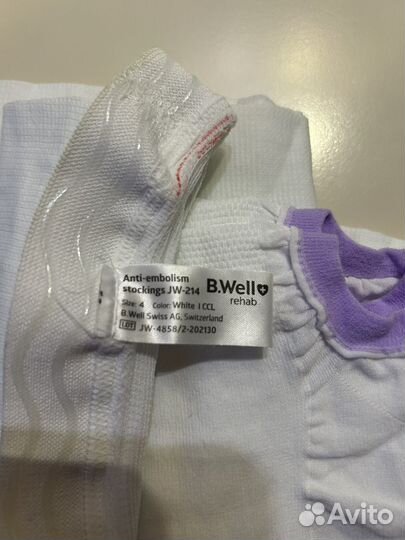 Anti-embolism
stockings JW-214
B.Well
rehab
Size: 4 Color: White I CCL
B.Well Swiss AG, Switzerland
LOT JW-4858/2-202130
Avito